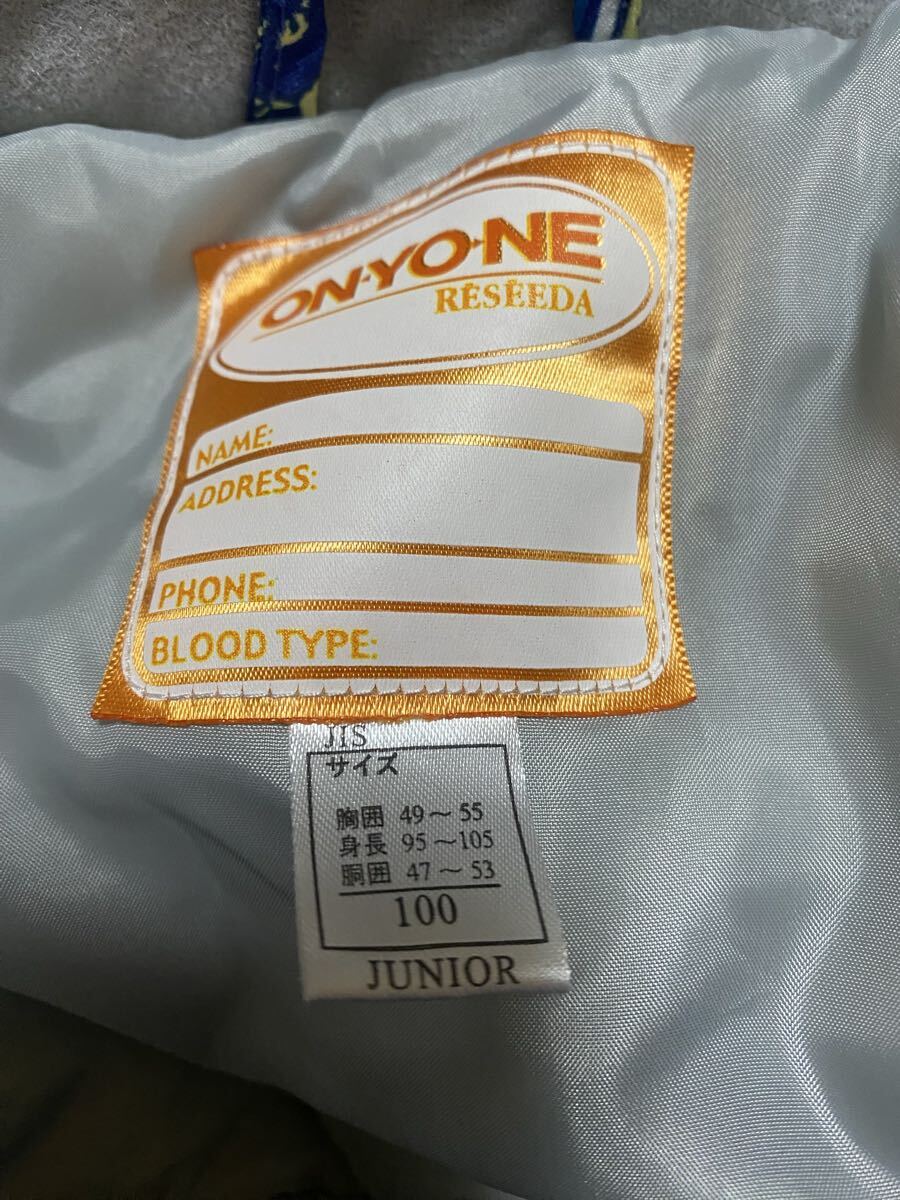 ON·YO·NE
RĒSĒEDA
NAME:
ADDRESS:
PHONE:
BLOOD TYPE:
JIS
サイズ
胸囲 49～55
身長 95～105
胴囲 47～53
100
JUNIOR